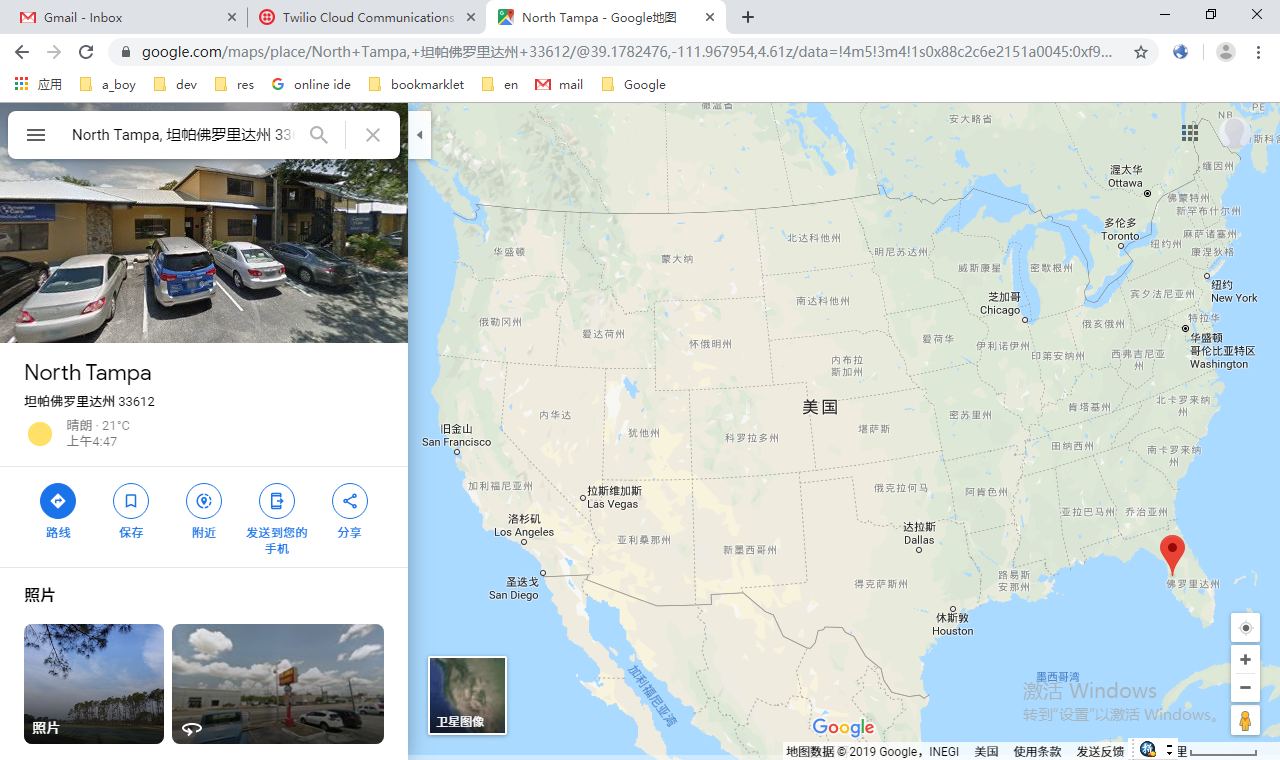 Gmail - Inbox
Twilio Cloud Communications
North Tampa - Google地图
google.com/maps/place/North+Tampa,+坦帕佛罗里达州+33612/@39.1782476,-111.967954,4.61z/data=!4m5!3m4!1s0x88c2c6e2151a0045:0xf9...
应用
a_boy
dev
res
online ide
bookmarklet
en
mail
Google
North Tampa, 坦帕佛罗里达州 336
North Tampa
坦帕佛罗里达州 33612
晴朗 · 21°C
上午4:47
路线
保存
附近
发送到您的
手机
分享
照片
照片
卫星图像
安大略省
NB
PE
缅因州
渥太华
Ottawa
佛蒙特州
新罕布什尔州
多伦多
Toronto
麻萨诸塞州
纽约州
康涅狄格
华盛顿
蒙大纳
北达科他州
明尼苏达州
威斯康星
密歇根州
纽约
New York
俄勒冈州
爱达荷州
南达科他州
芝加哥
Chicago
宾夕法尼亚州
特拉华
怀俄明州
爱荷华
伊利诺伊州
印第安纳州
俄亥俄州
华盛顿
哥伦比亚特区
Washington
内布拉
斯加州
西弗吉尼亚
州
内华达
犹他州
科罗拉多州
美国
堪萨斯
密苏里州
肯塔基州
北卡罗来纳
州
旧金山
San Francisco
田纳西州
南卡罗来纳
州
加利福尼亚州
拉斯维加斯
Las Vegas
俄克拉何马
阿肯色州
洛杉矶
Los Angeles
亚利桑那州
新墨西哥州
达拉斯
Dallas
亚拉巴马州
乔治亚州
圣迭戈
San Diego
得克萨斯州
路易斯
安那州
佛罗里达州
休斯敦
Houston
加利福尼亚湾
墨西哥湾
激活 Windows
转到“设置”以激活 Windows。
Google
地图数据 © 2019 Google，INEGI
美国
使用条款
发送反馈
里